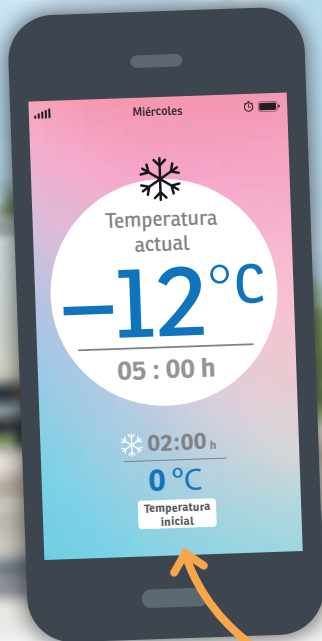 Miércoles
Temperatura
actual
–12°C
05 : 00 h
02:00 h
0 °C
Temperatura
inicial